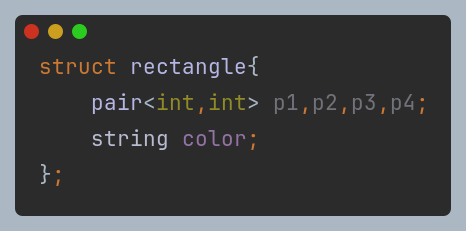 struct rectangle{
    pair<int,int> p1,p2,p3,p4;
    string color;
};